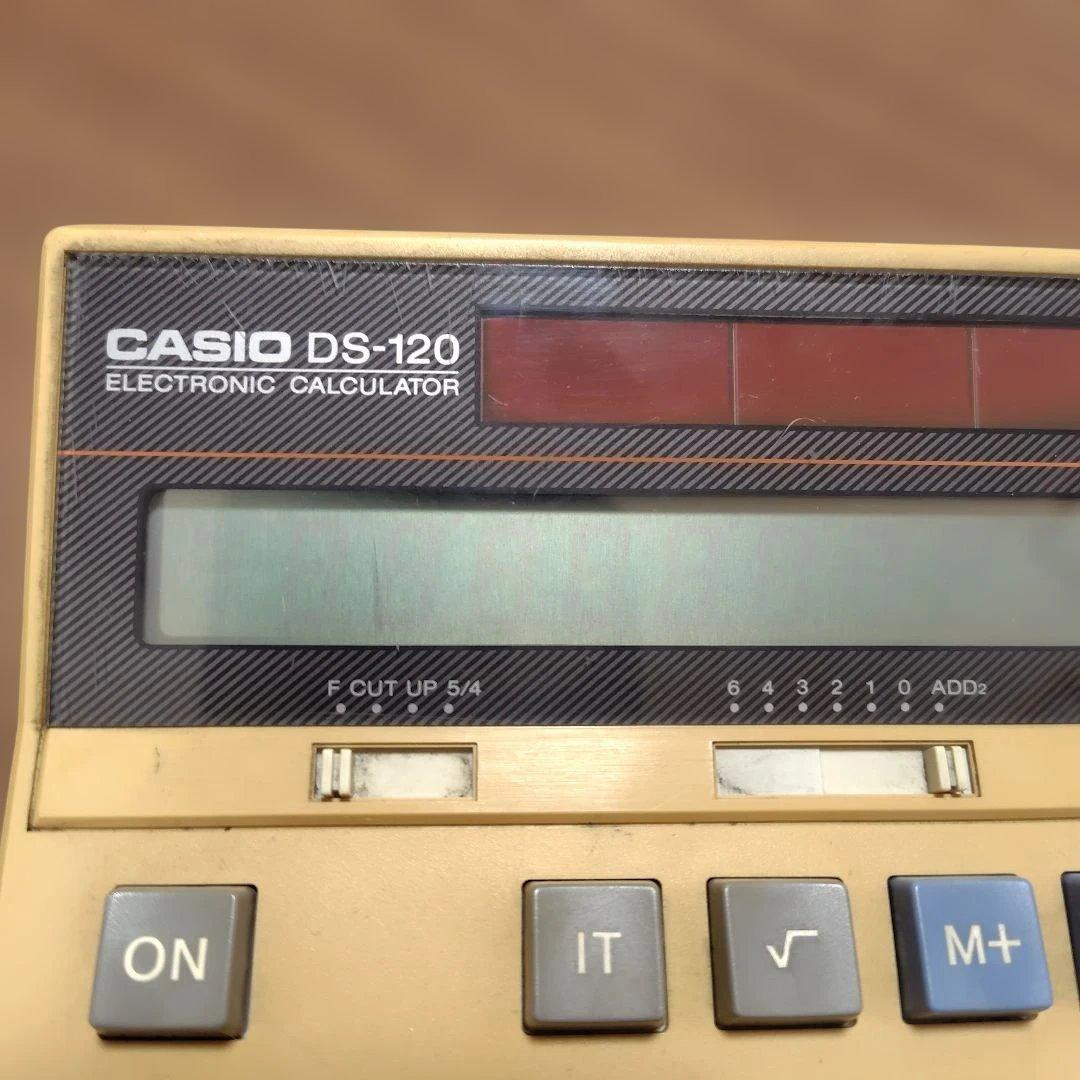 CASIO DS-120
ELECTRONIC CALCULATOR
F CUT UP 5/4
6 4 3 2 1 0 ADD2
ON IT √ M+